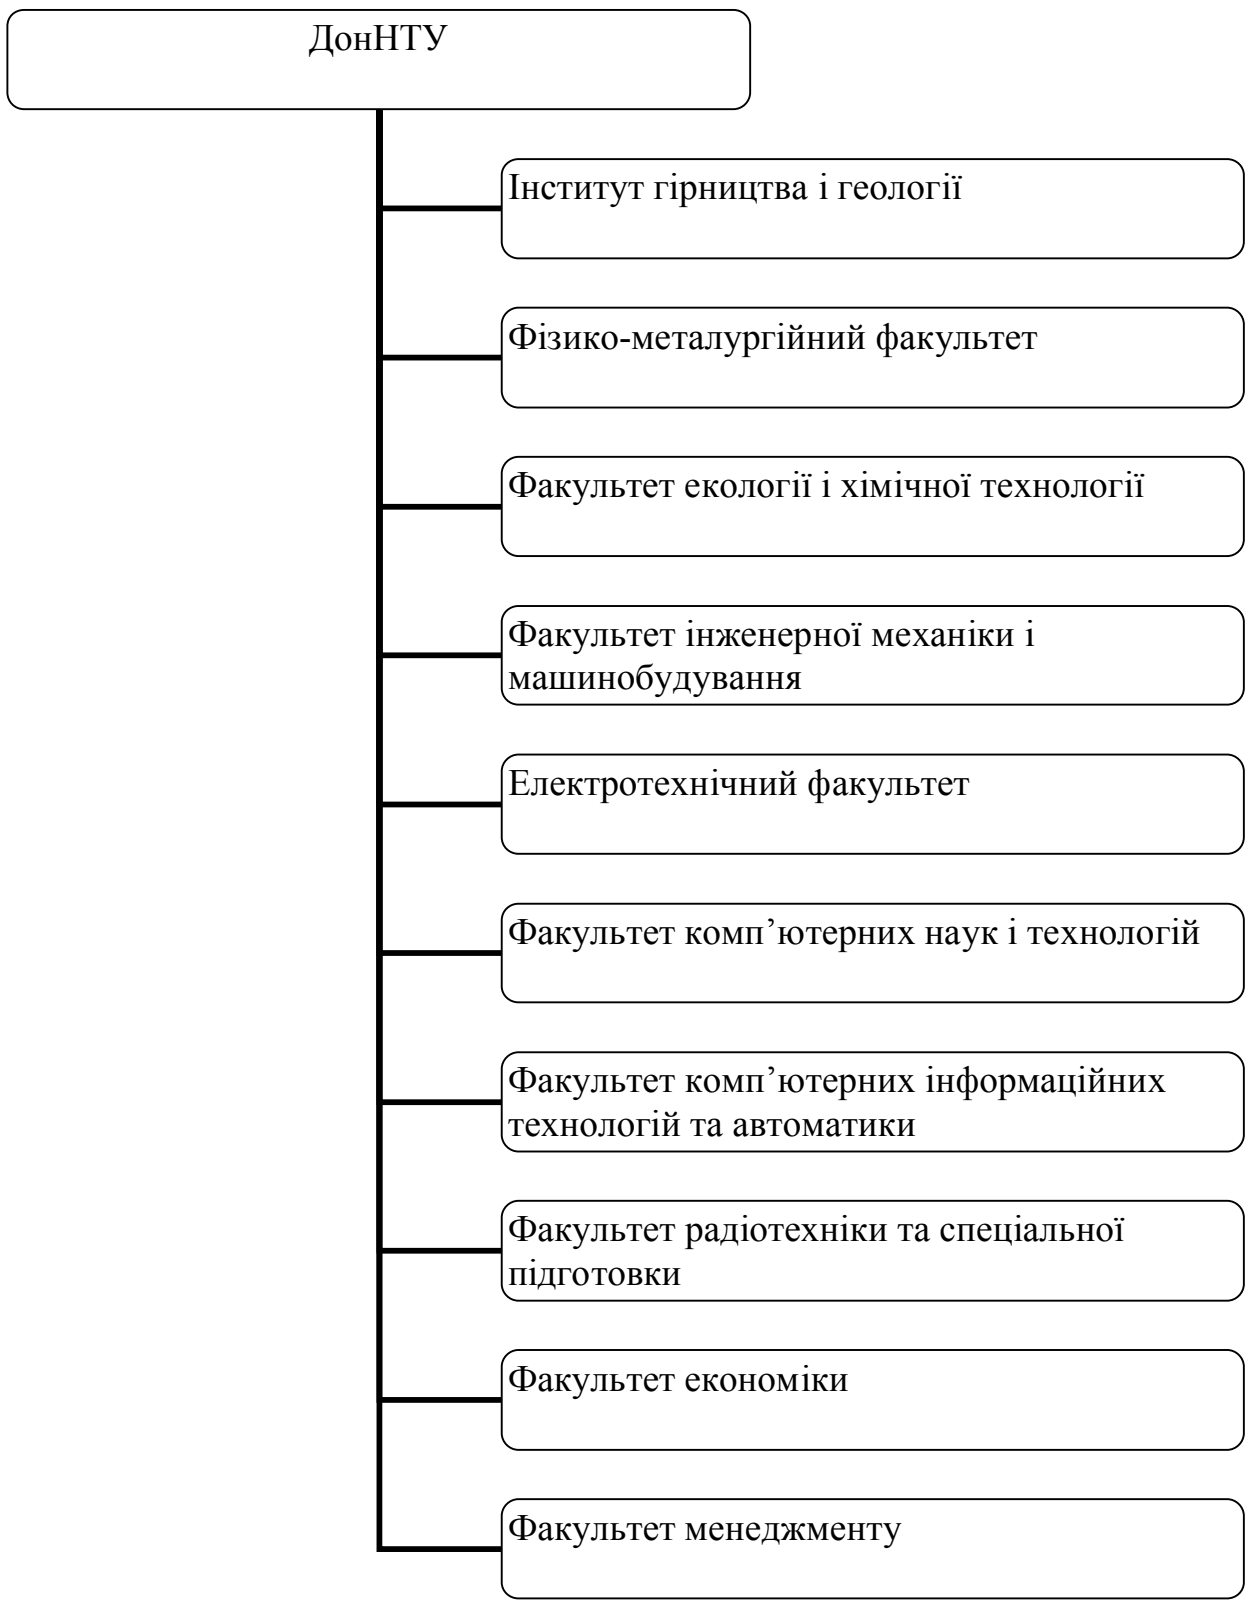 ДонНТУ
Інститут гірництва і геології
Фізико-металургійний факультет
Факультет екології і хімічної технології
Факультет інженерної механіки і
машинобудування
Електротехнічний факультет
Факультет комп’ютерних наук і технологій
Факультет комп’ютерних інформаційних
технологій та автоматики
Факультет радіотехніки та спеціальної
підготовки
Факультет економіки
Факультет менеджменту